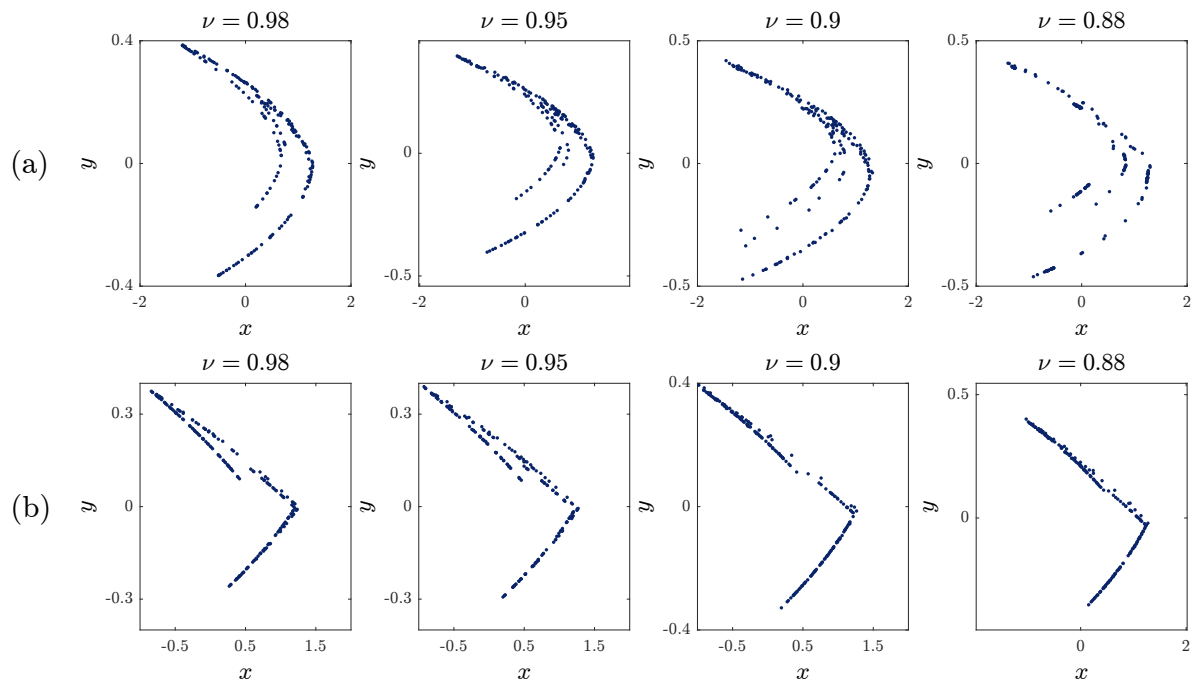 ν = 0.98 ν = 0.95 ν = 0.9 ν = 0.88
(a)
y 0.4 0 -0.4 y 0 -0.5 y 0.5 0 -0.5 y 0.5 0 -0.5
-2 0 2 -2 0 -2 0 2 -2 0 2
x x x x
ν = 0.98 ν = 0.95 ν = 0.9 ν = 0.88
(b)
y 0.3 0 -0.3 y 0.3 0 -0.3 y 0.4 0 -0.4 y 0.5 0
-0.5 0.5 1.5 -0.5 0.5 1.5 -0.5 0.5 1.5 0 2
x x x x